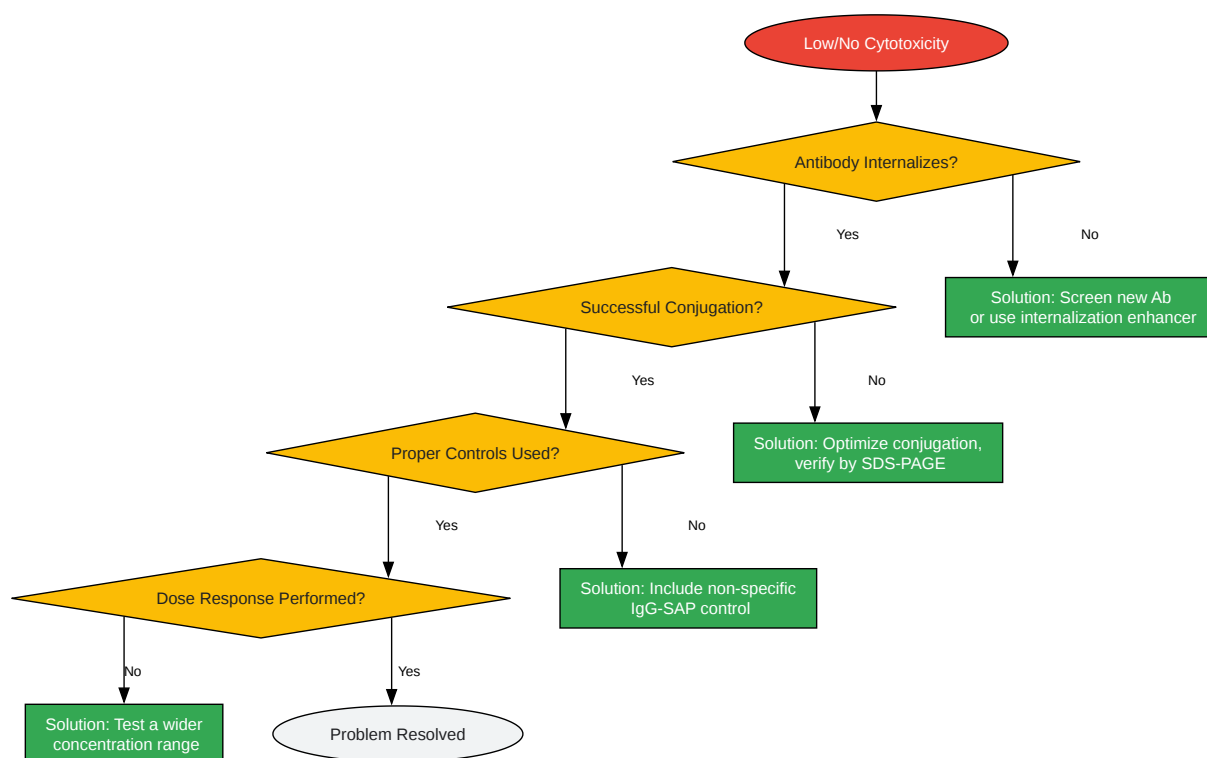 Low/No Cytotoxicity
Antibody Internalizes?
Yes
No
Successful Conjugation?
Solution: Screen new Ab
or use internalization enhancer
Yes
No
Proper Controls Used?
Solution: Optimize conjugation,
verify by SDS-PAGE
Yes
No
Dose Response Performed?
Solution: Include non-specific
IgG-SAP control
No
Yes
Solution: Test a wider
concentration range
Problem Resolved